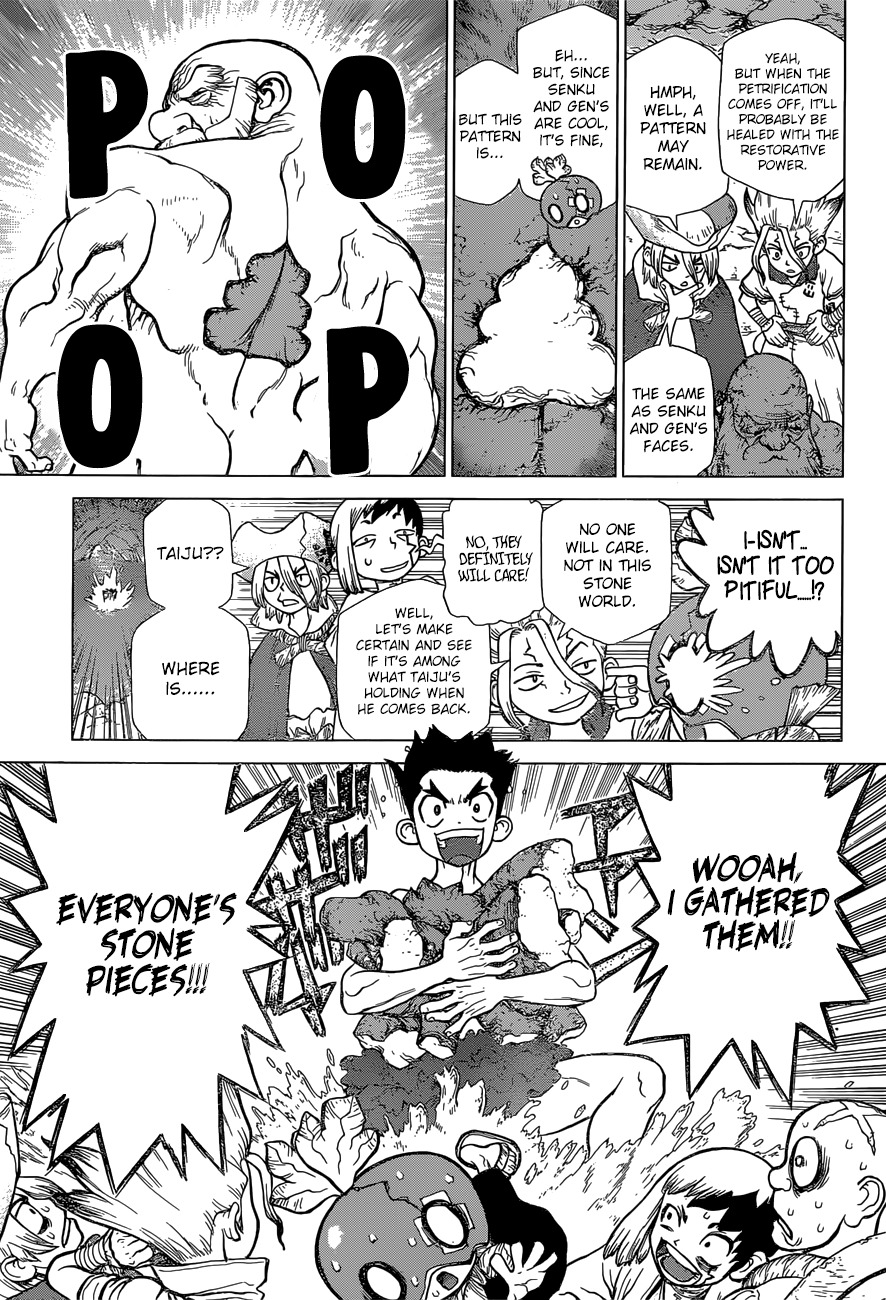 YEAH,
BUT WHEN THE
PETRIFICATION
COMES OFF, IT'LL
PROBABLY BE
HEALED WITH THE
RESTORATIVE
POWER.
HMPH,
WELL, A
PATTERN
MAY
REMAIN.
THE SAME
AS SENKU
AND GEN'S
FACES.
EH...
BUT, SINCE
SENKU
AND GEN'S
ARE COOL,
IT'S FINE,
BUT THIS
PATTERN
IS...
P O
O P
I-ISN'T...
ISN'T IT TOO
PITIFUL.....!?
NO ONE
WILL CARE.
NOT IN THIS
STONE
WORLD.
NO, THEY
DEFINITELY
WILL CARE!
WELL,
LET'S MAKE
CERTAIN AND SEE
IF IT'S AMONG
WHAT TAIJU'S
HOLDING WHEN
HE COMES BACK.
TAIJU??
WHERE
IS......
WOOAH,
I GATHERED
THEM!!
EVERYONE'S
STONE
PIECES!!!